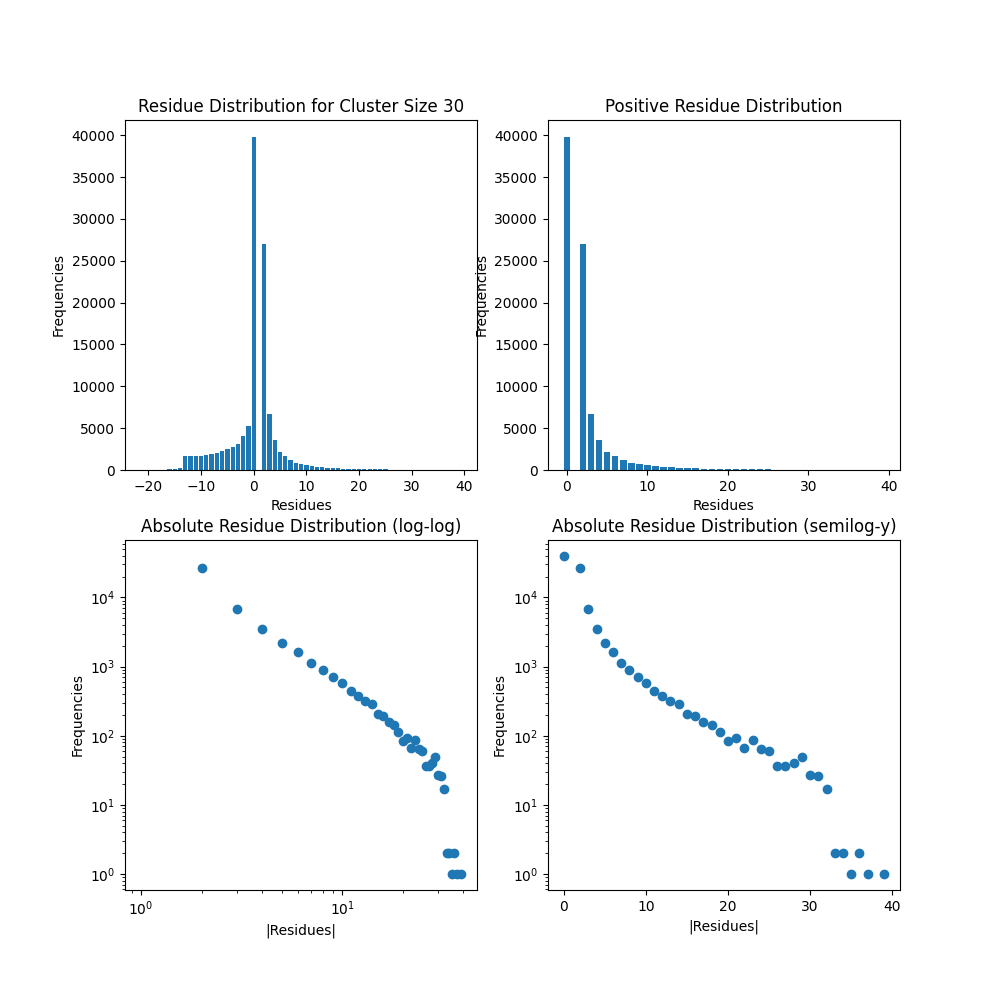 Residue Distribution for Cluster Size 30
Frequencies
40000
35000
30000
25000
20000
15000
10000
5000
0
−20 −10 0 10 20 30 40
Residues
Positive Residue Distribution
Frequencies
40000
35000
30000
25000
20000
15000
10000
5000
0
0 10 20 30 40
Residues
Absolute Residue Distribution (log-log)
Frequencies
10⁴
10³
10²
10¹
10⁰
10⁰ 10¹
|Residues|
Absolute Residue Distribution (semilog-y)
Frequencies
10⁴
10³
10²
10¹
10⁰
0 10 20 30 40
|Residues|